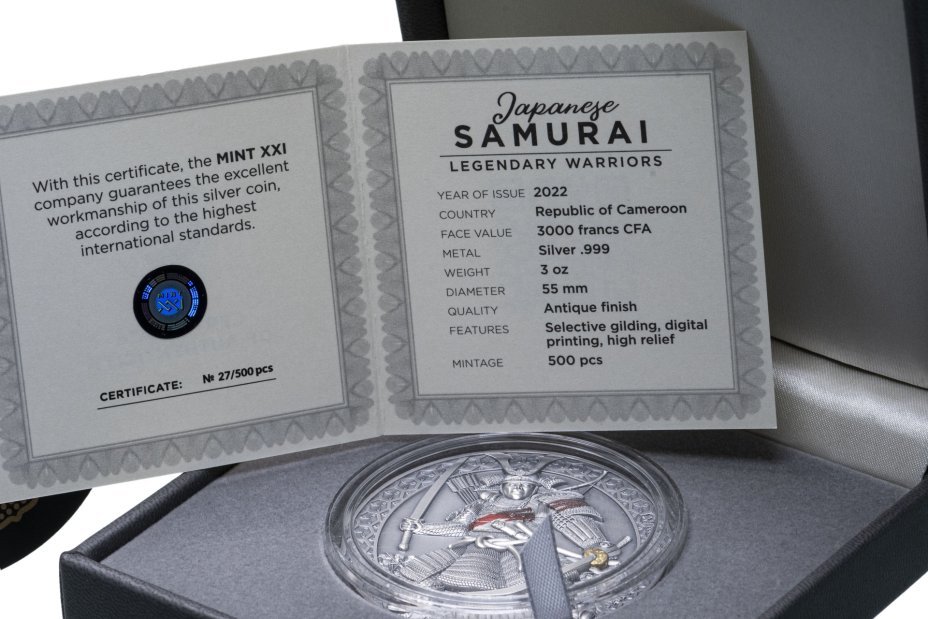 With this certificate, the MINT XXI
company guarantees the excellent
workmanship of this silver coin,
according to the highest
international standards.
CERTIFICATE: № 27/500 pcs
Japanese
SAMURAI
LEGENDARY WARRIORS
YEAR OF ISSUE 2022
COUNTRY Republic of Cameroon
FACE VALUE 3000 francs CFA
METAL Silver .999
WEIGHT 3 oz
DIAMETER 55 mm
QUALITY Antique finish
FEATURES Selective gilding, digital
printing, high relief
MINTAGE 500 pcs